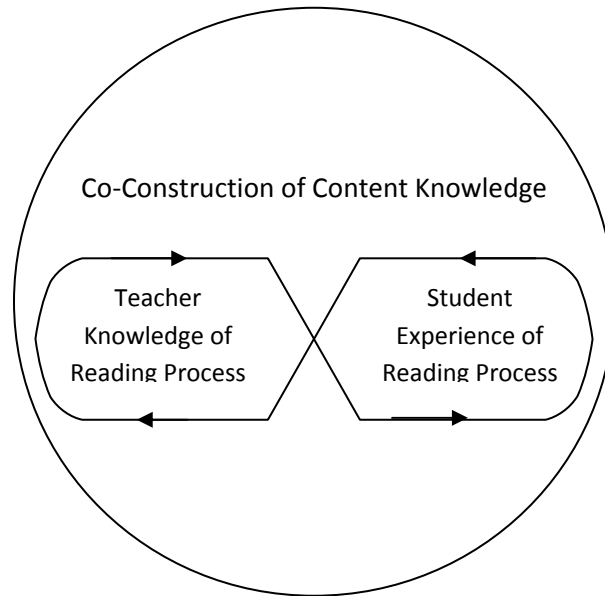 Co-Construction of Content Knowledge
Teacher
Knowledge of
Reading Process
Student
Experience of
Reading Process